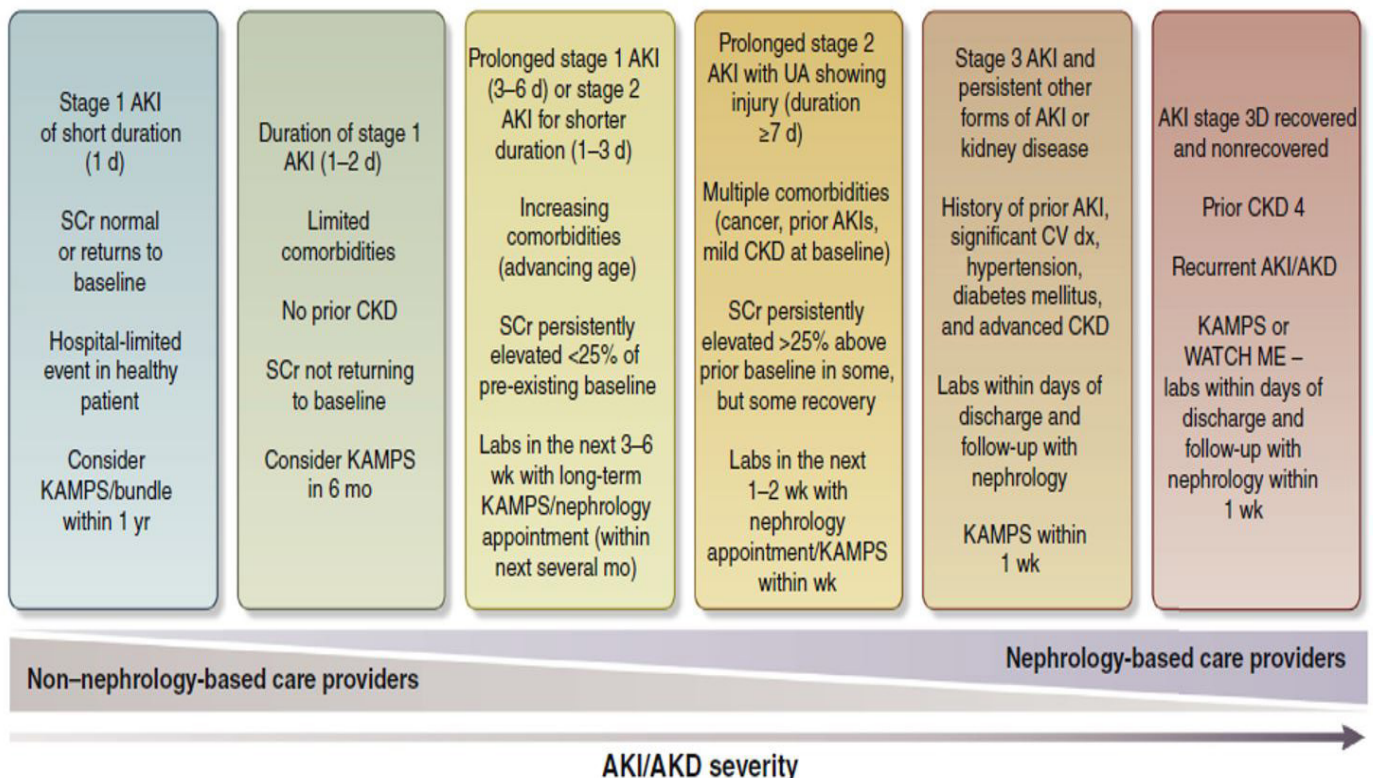 Stage 1 AKI
of short duration
(1 d)
SCr normal
or returns to
baseline
Hospital-limited
event in healthy
patient
Consider
KAMPS/bundle
within 1 yr
Duration of stage 1
AKI (1–2 d)
Limited
comorbidities
No prior CKD
SCr not returning
to baseline
Consider KAMPS
in 6 mo
Prolonged stage 1 AKI
(3–6 d) or stage 2
AKI for shorter
duration (1–3 d)
Increasing
comorbidities
(advancing age)
SCr persistently
elevated <25% of
pre-existing baseline
Labs in the next 3–6
wk with long-term
KAMPS/nephrology
appointment (within
next several mo)
Prolonged stage 2
AKI with UA showing
injury (duration
≥7 d)
Multiple comorbidities
(cancer, prior AKIs,
mild CKD at baseline)
SCr persistently
elevated >25% above
prior baseline in some,
but some recovery
Labs in the next
1–2 wk with
nephrology
appointment/KAMPS
within wk
Stage 3 AKI and
persistent other
forms of AKI or
kidney disease
History of prior AKI,
significant CV dx,
hypertension,
diabetes mellitus,
and advanced CKD
Labs within days of
discharge and
follow-up with
nephrology
KAMPS within
1 wk
AKI stage 3D recovered
and nonrecovered
Prior CKD 4
Recurrent AKI/AKD
KAMPS or
WATCH ME –
labs within days of
discharge and
follow-up with
nephrology within
1 wk
Nephrology-based care providers
Non–nephrology-based care providers
AKI/AKD severity